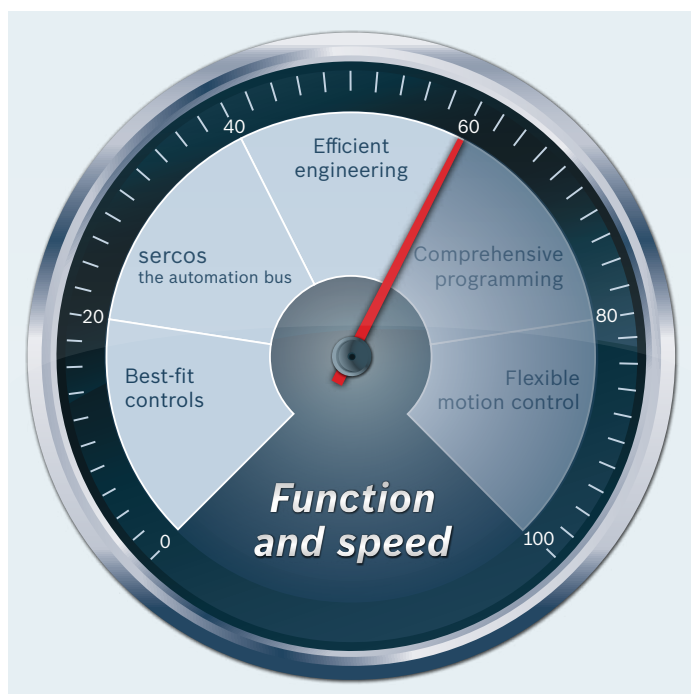 40
60
Efficient
engineering
sercos
the automation bus
Comprehensive
programming
20
80
Best-fit
controls
Flexible
motion control
Function
and speed
0
100